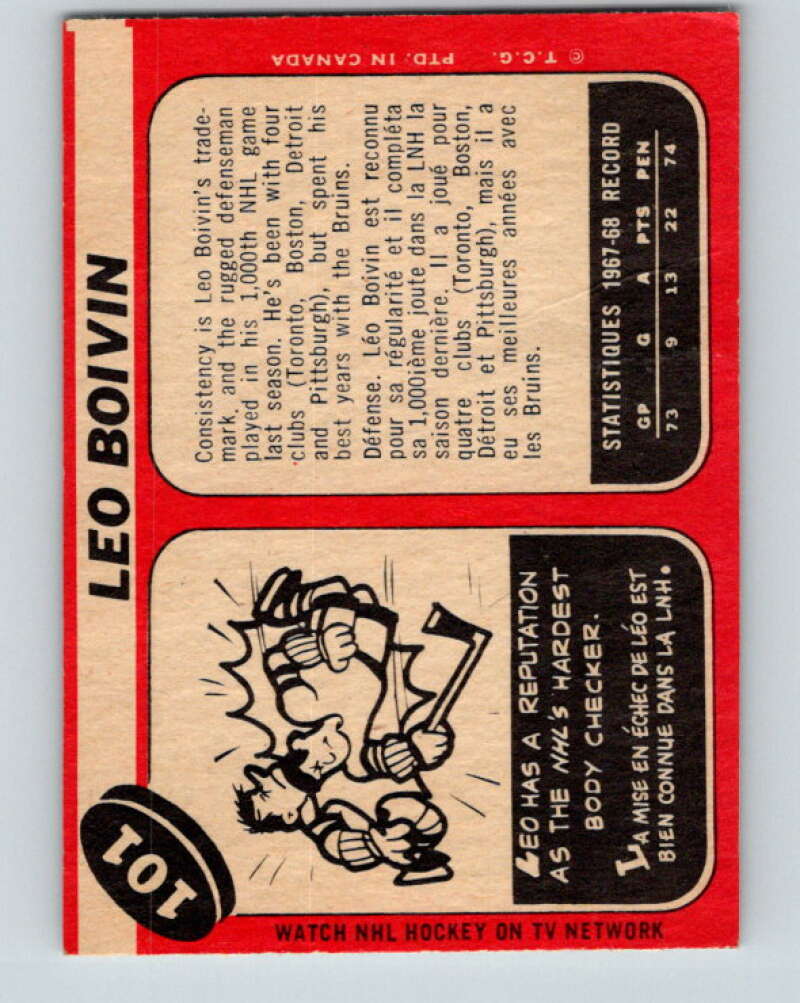 101
LEO BOIVIN
LEO HAS A REPUTATION
AS THE NHL'S HARDEST
BODY CHECKER.
LA MISE EN ÉCHEC DE LÉO EST
BIEN CONNUE DANS LA LNH.
Consistency is Leo Boivin's trade-
mark, and the rugged defenseman
played in his 1,000th NHL game
last season. He's been with four
clubs (Toronto, Boston, Detroit
and Pittsburgh), but spent his
best years with the Bruins.
Défense. Léo Boivin est reconnu
pour sa régularité et il compléta
sa 1,000ième joute dans la LNH la
saison dernière. Il a joué pour
quatre clubs (Toronto, Boston,
Détroit et Pittsburgh), mais il a
eu ses meilleures années avec
les Bruins.
STATISTIQUES 1967-68 RECORD
GP G A PTS PEN
73 9 13 22 74
WATCH NHL HOCKEY ON TV NETWORK
© T.C.G. PTD. IN CANADA